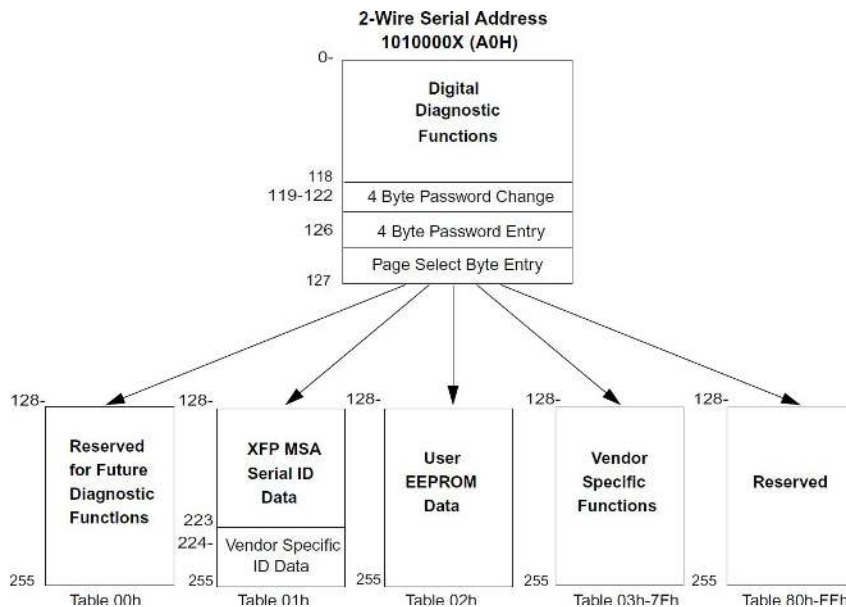 2-Wire Serial Address
1010000X (A0H)
0-
Digital
Diagnostic
Functions
118
119-122
4 Byte Password Change
126
4 Byte Password Entry
Page Select Byte Entry
127
128-
128-
128-
128-
128-
Reserved
for Future
Diagnostic
Functions
XFP MSA
Serial ID
Data
User
EEPROM
Data
Vendor
Specific
Functions
Reserved
223
224-
Vendor Specific
ID Data
255
255
255
255
255
Table 00h
Table 01h
Table 02h
Table 03h-7Fh
Table 80h-FFh